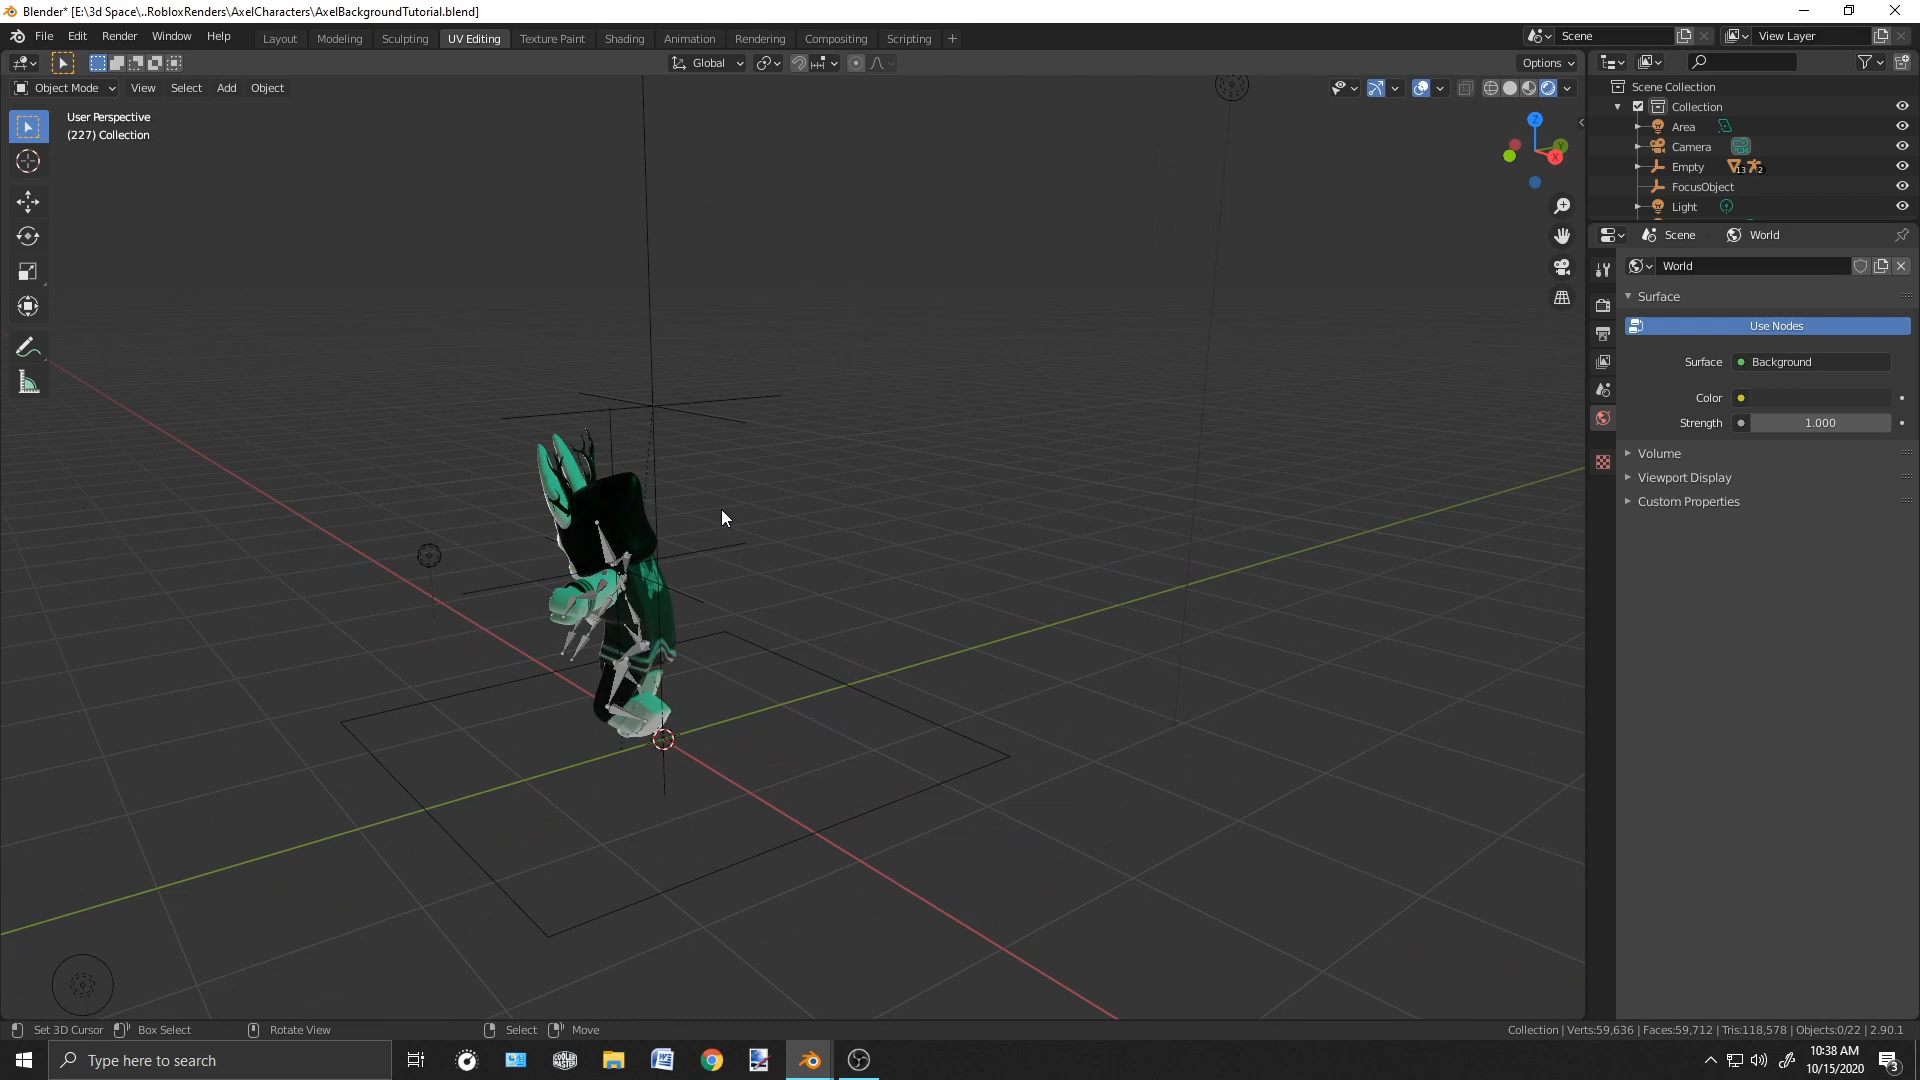 Blender* [E:\3d Space\..RobloxRenders\AxelCharacters\AxelBackgroundTutorial.blend]
File Edit Render Window Help Layout Modeling Sculpting UV Editing Texture Paint Shading Animation Rendering Compositing Scripting Scene View Layer
Global Options
Object Mode View Select Add Object
User Perspective
(227) Collection
Z
Y
X
Scene Collection
Collection
Area
Camera
Empty 13 2
FocusObject
Light
Scene World
World
Surface
Use Nodes
Surface Background
Color
Strength 1.000
Volume
Viewport Display
Custom Properties
Set 3D Cursor Box Select Rotate View Select Move Collection | Verts:59,636 | Faces:59,712 | Tris:118,578 | Objects:0/22 | 2.90.1
Type here to search
COOLER MASTER
10:38 AM
10/15/2020
3